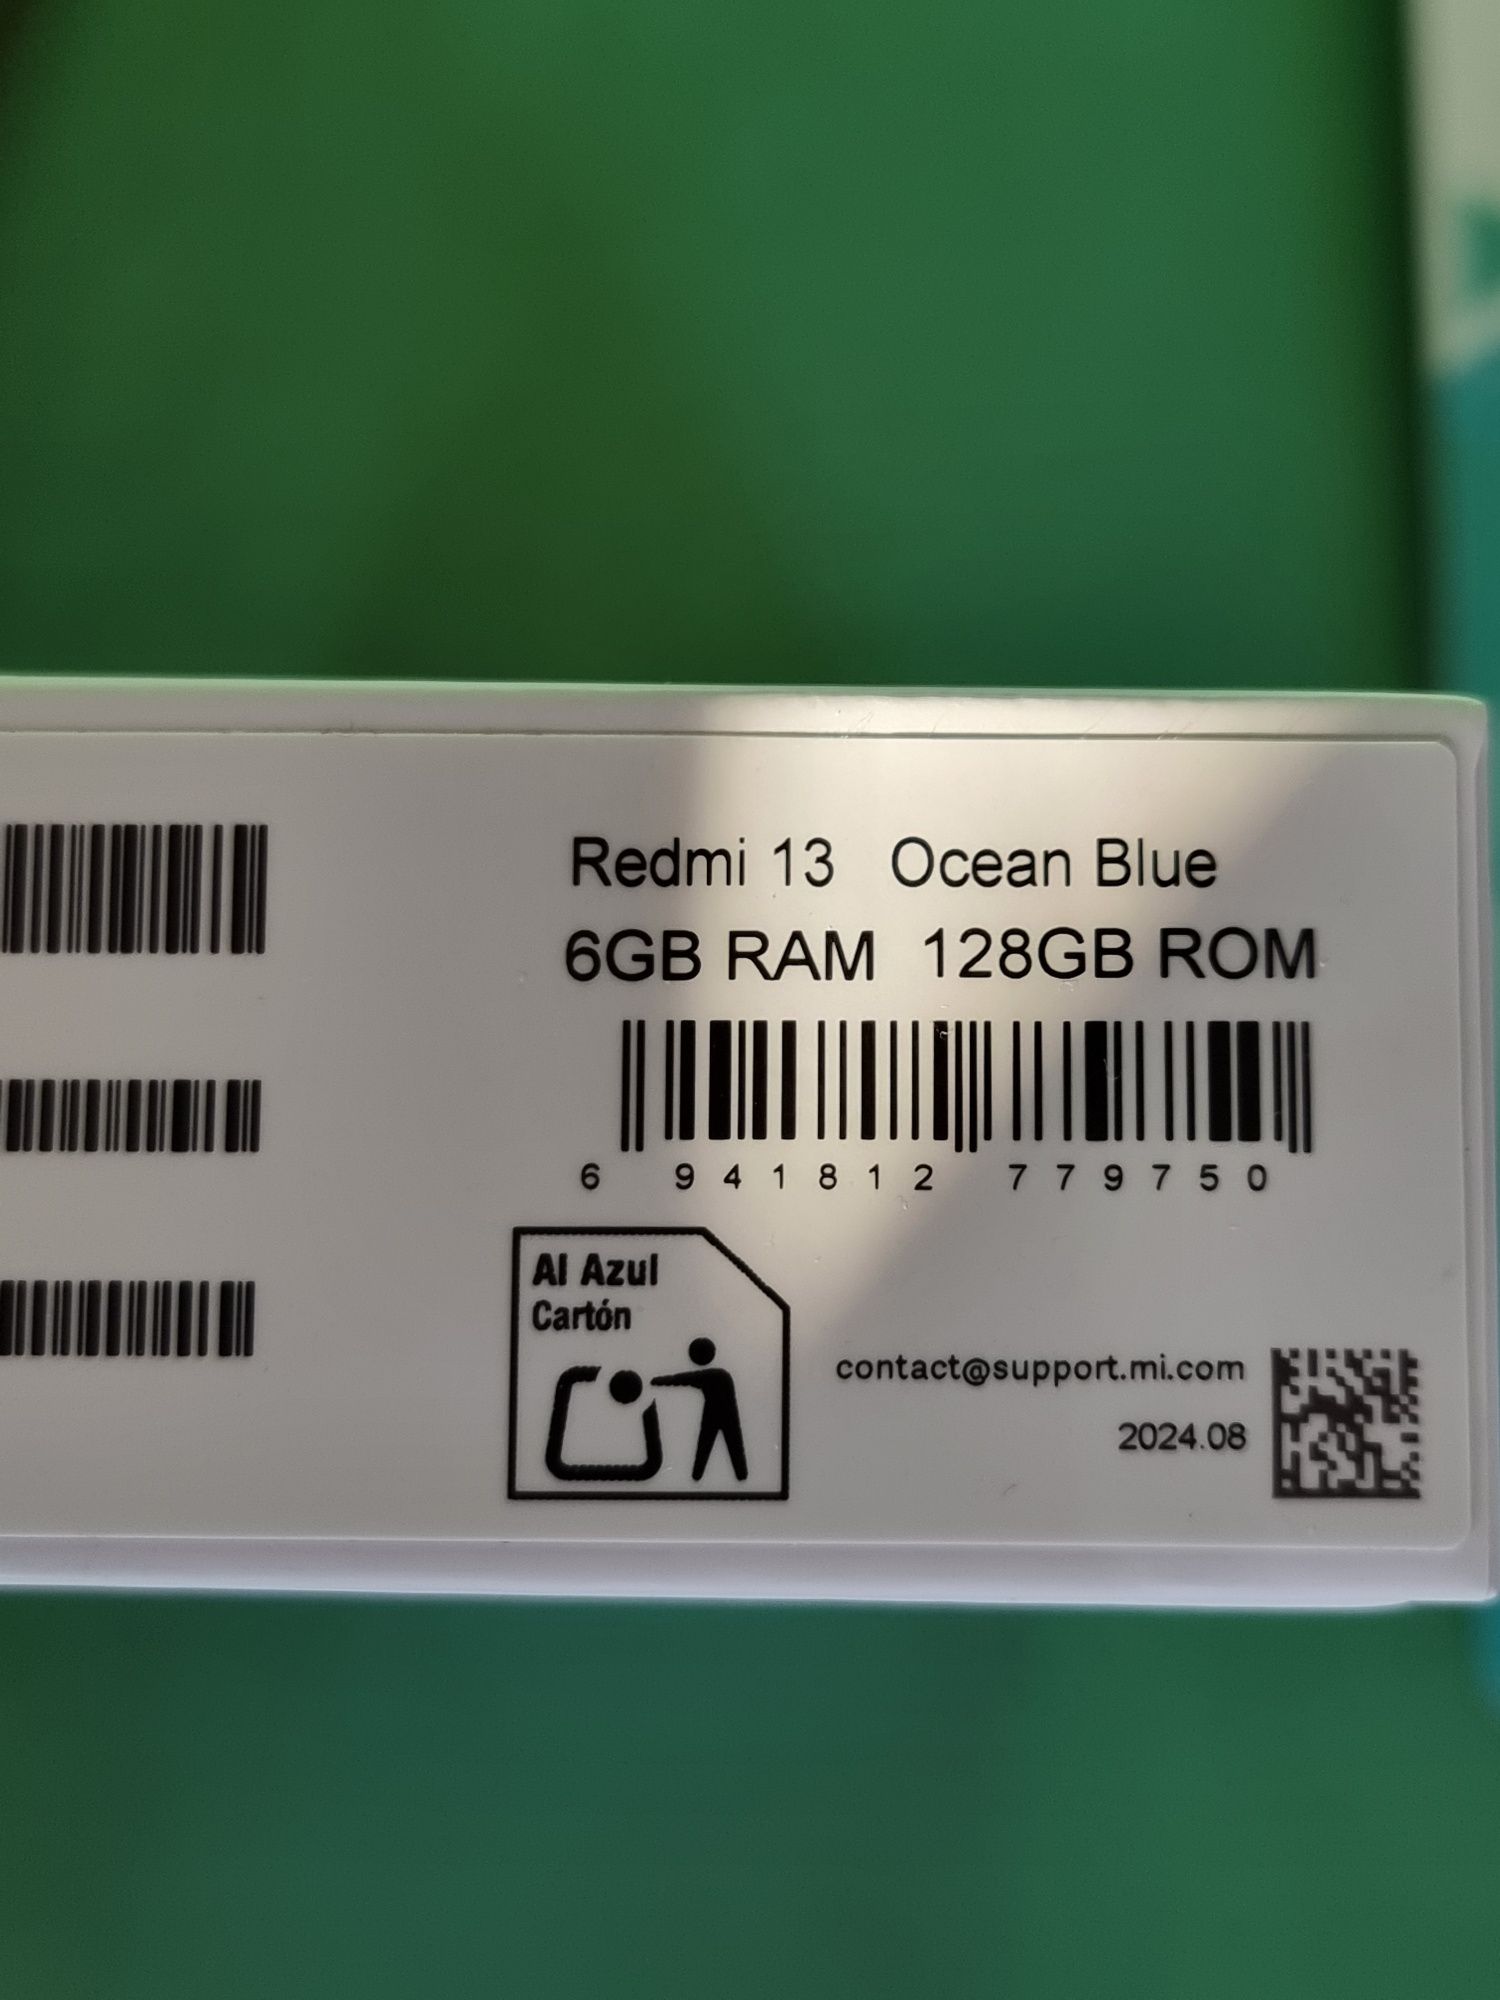 Redmi 13 Ocean Blue
6GB RAM 128GB ROM
6 941812 779750
Al Azul
Cartón
contact@support.mi.com
2024.08